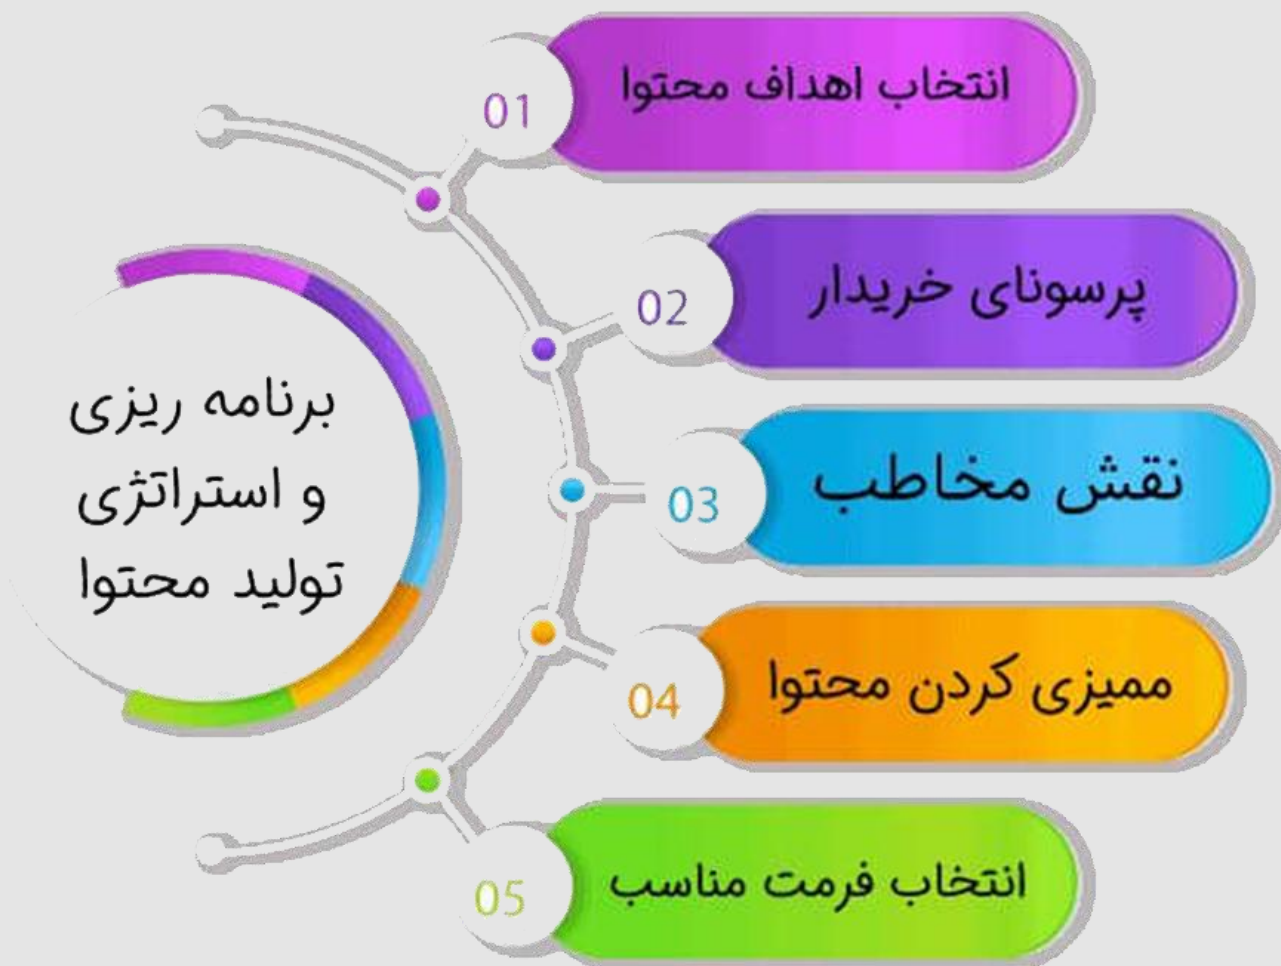 برنامه ریزی
و استراتژی
تولید محتوا
01
انتخاب اهداف محتوا
02
پرسونای خریدار
03
نقش مخاطب
04
ممیزی کردن محتوا
05
انتخاب فرمت مناسب